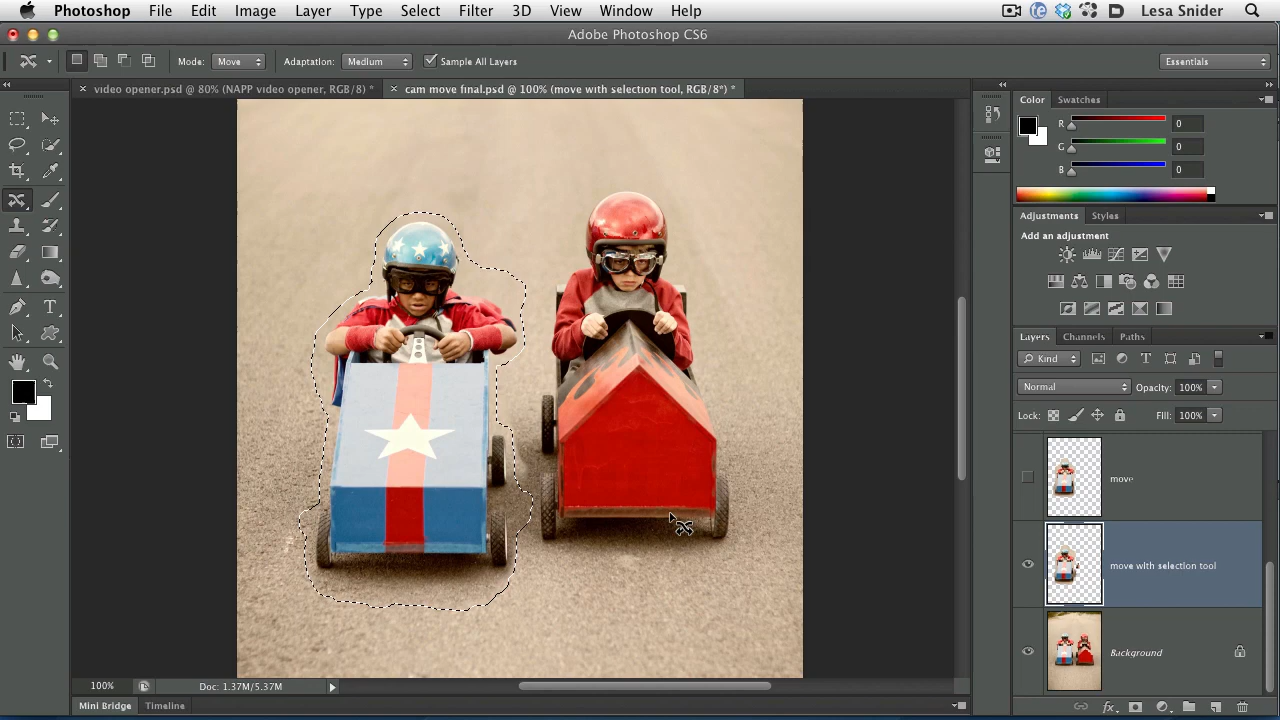 Photoshop File Edit Image Layer Type Select Filter 3D View Window Help Lesa Snider
Adobe Photoshop CS6
Mode: Move Adaptation: Medium Sample All Layers Essentials
video opener.psd @ 80% (NAPP video opener, RGB/8) * cam move final.psd @ 100% (move with selection tool, RGB/8*) *
Color Swatches
R 0
G 0
B 0
Adjustments Styles
Add an adjustment
Layers Channels Paths
Kind
Normal Opacity: 100%
Lock: Fill: 100%
move
move with selection tool
Background
100% Doc: 1.37M/5.37M
Mini Bridge Timeline